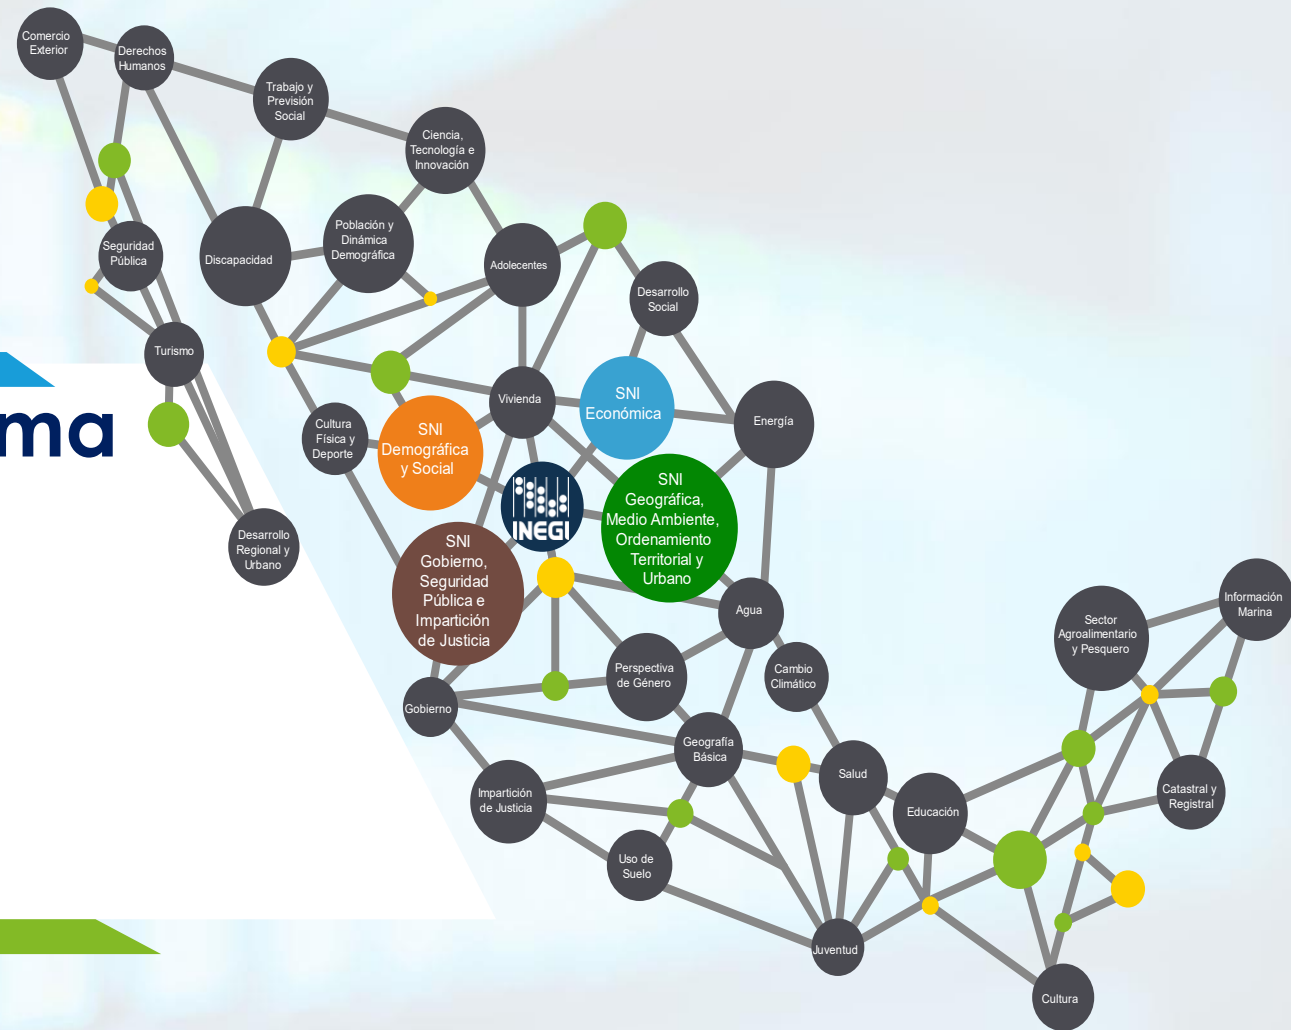 Comercio
Exterior
Derechos
Humanos
Trabajo y
Previsión
Social
Ciencia,
Tecnología e
Innovación
Seguridad
Pública
Discapacidad
Población y
Dinámica
Demográfica
Adolecentes
Desarrollo
Social
Turismo
ma
Cultura
Física y
Deporte
SNI
Demográfica
y Social
Vivienda
SNI
Económica
Energía
INEGI
SNI
Geográfica,
Medio Ambiente,
Ordenamiento
Territorial y
Urbano
Desarrollo
Regional y
Urbano
SNI
Gobierno,
Seguridad
Pública e
Impartición
de Justicia
Agua
Sector
Agroalimentario
y Pesquero
Información
Marina
Perspectiva
de Género
Cambio
Climático
Gobierno
Geografía
Básica
Salud
Impartición
de Justicia
Educación
Catastral y
Registral
Uso de
Suelo
Juventud
Cultura